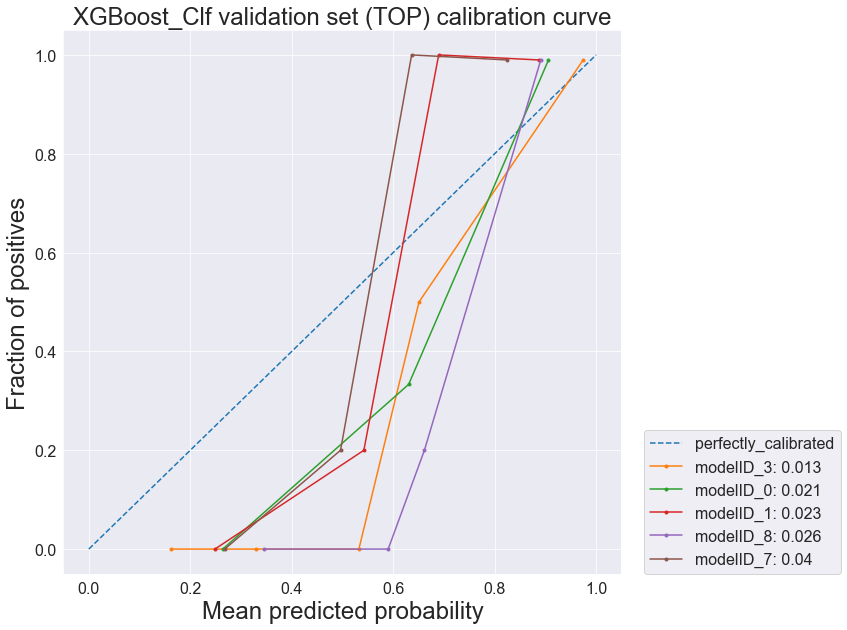 XGBoost_Clf validation set (TOP) calibration curve
Fraction of positives
1.0
0.8
0.6
0.4
0.2
0.0
0.0 0.2 0.4 0.6 0.8 1.0
Mean predicted probability
perfectly_calibrated
modelID_3: 0.013
modelID_0: 0.021
modelID_1: 0.023
modelID_8: 0.026
modelID_7: 0.04